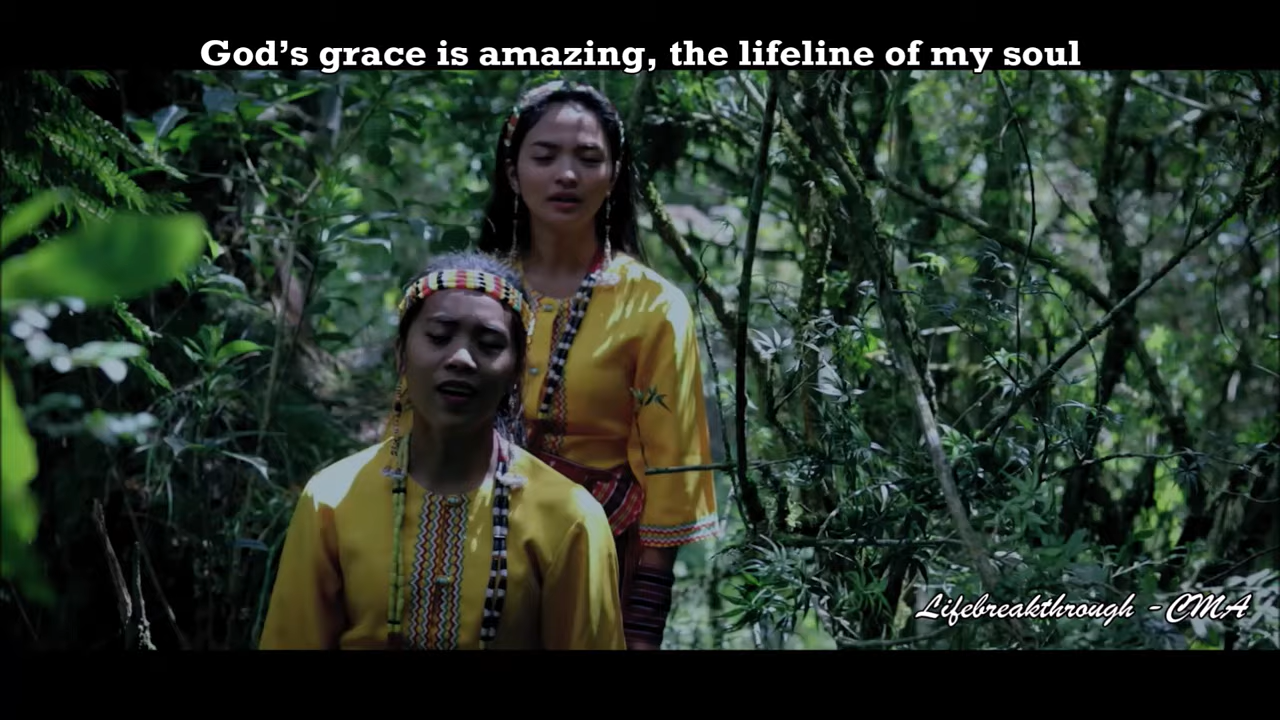 God's grace is amazing, the lifeline of my soul
Lifebreakthrough - CMA